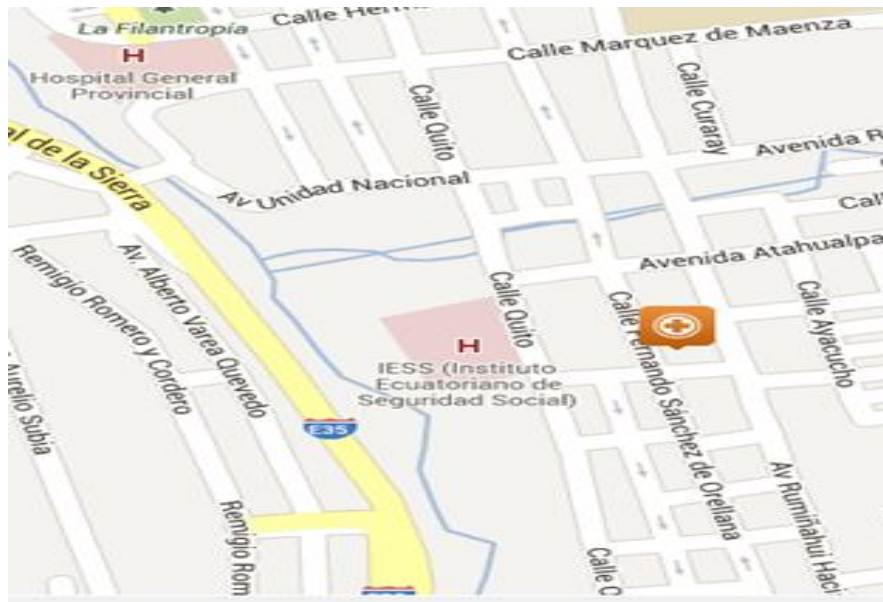 La Filantropía
Calle Herm
H
Hospital General
Provincial
Calle Marquez de Maenza
Calle Quito
Calle Curaray
Avenida R
al de la Sierra
Av Unidad Nacional
Call
Avenida Atahualpa
Av. Alberto Varea Quevedo
Remigio Romero y Cordero
Calle Quito
Calle Fernando Sánchez de Orellana
Calle Ayacucho
H
IESS (Instituto
Ecuatoriano de
Seguridad Social)
Aurelio Subia
E35
Remigio Rom
Calle C
Av Rumiñahui Haci